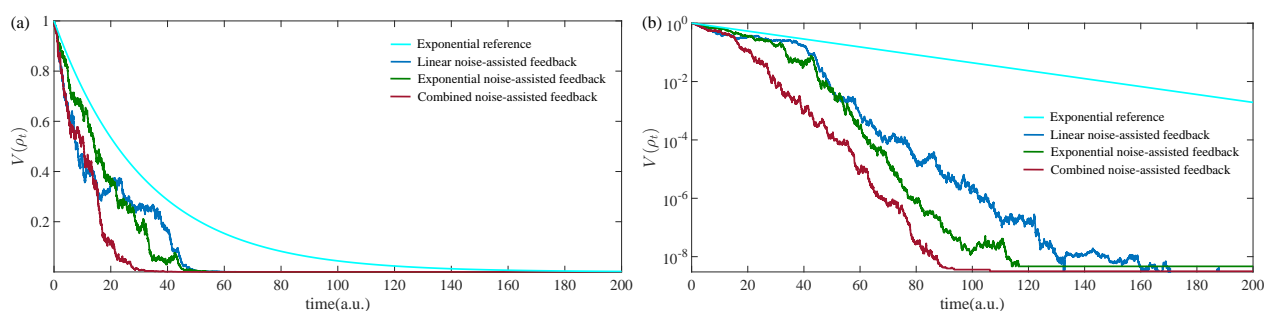 (a)
1
0.8
0.6
0.4
0.2
V(ρt)
0 20 40 60 80 100 120 140 160 180 200
time(a.u.)
Exponential reference
Linear noise-assisted feedback
Exponential noise-assisted feedback
Combined noise-assisted feedback
(b)
10^0
10^-2
10^-4
10^-6
10^-8
V(ρt)
0 20 40 60 80 100 120 140 160 180 200
time(a.u.)
Exponential reference
Linear noise-assisted feedback
Exponential noise-assisted feedback
Combined noise-assisted feedback